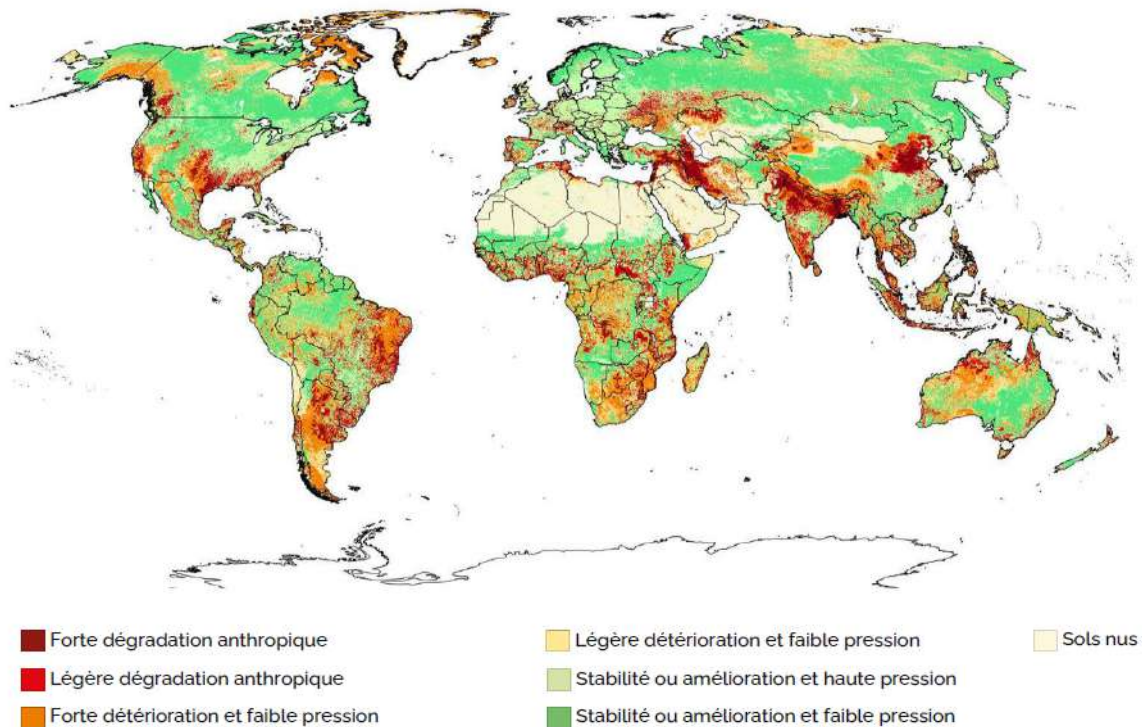 Forte dégradation anthropique
Légère dégradation anthropique
Forte détérioration et faible pression
Légère détérioration et faible pression
Stabilité ou amélioration et haute pression
Stabilité ou amélioration et faible pression
Sols nus